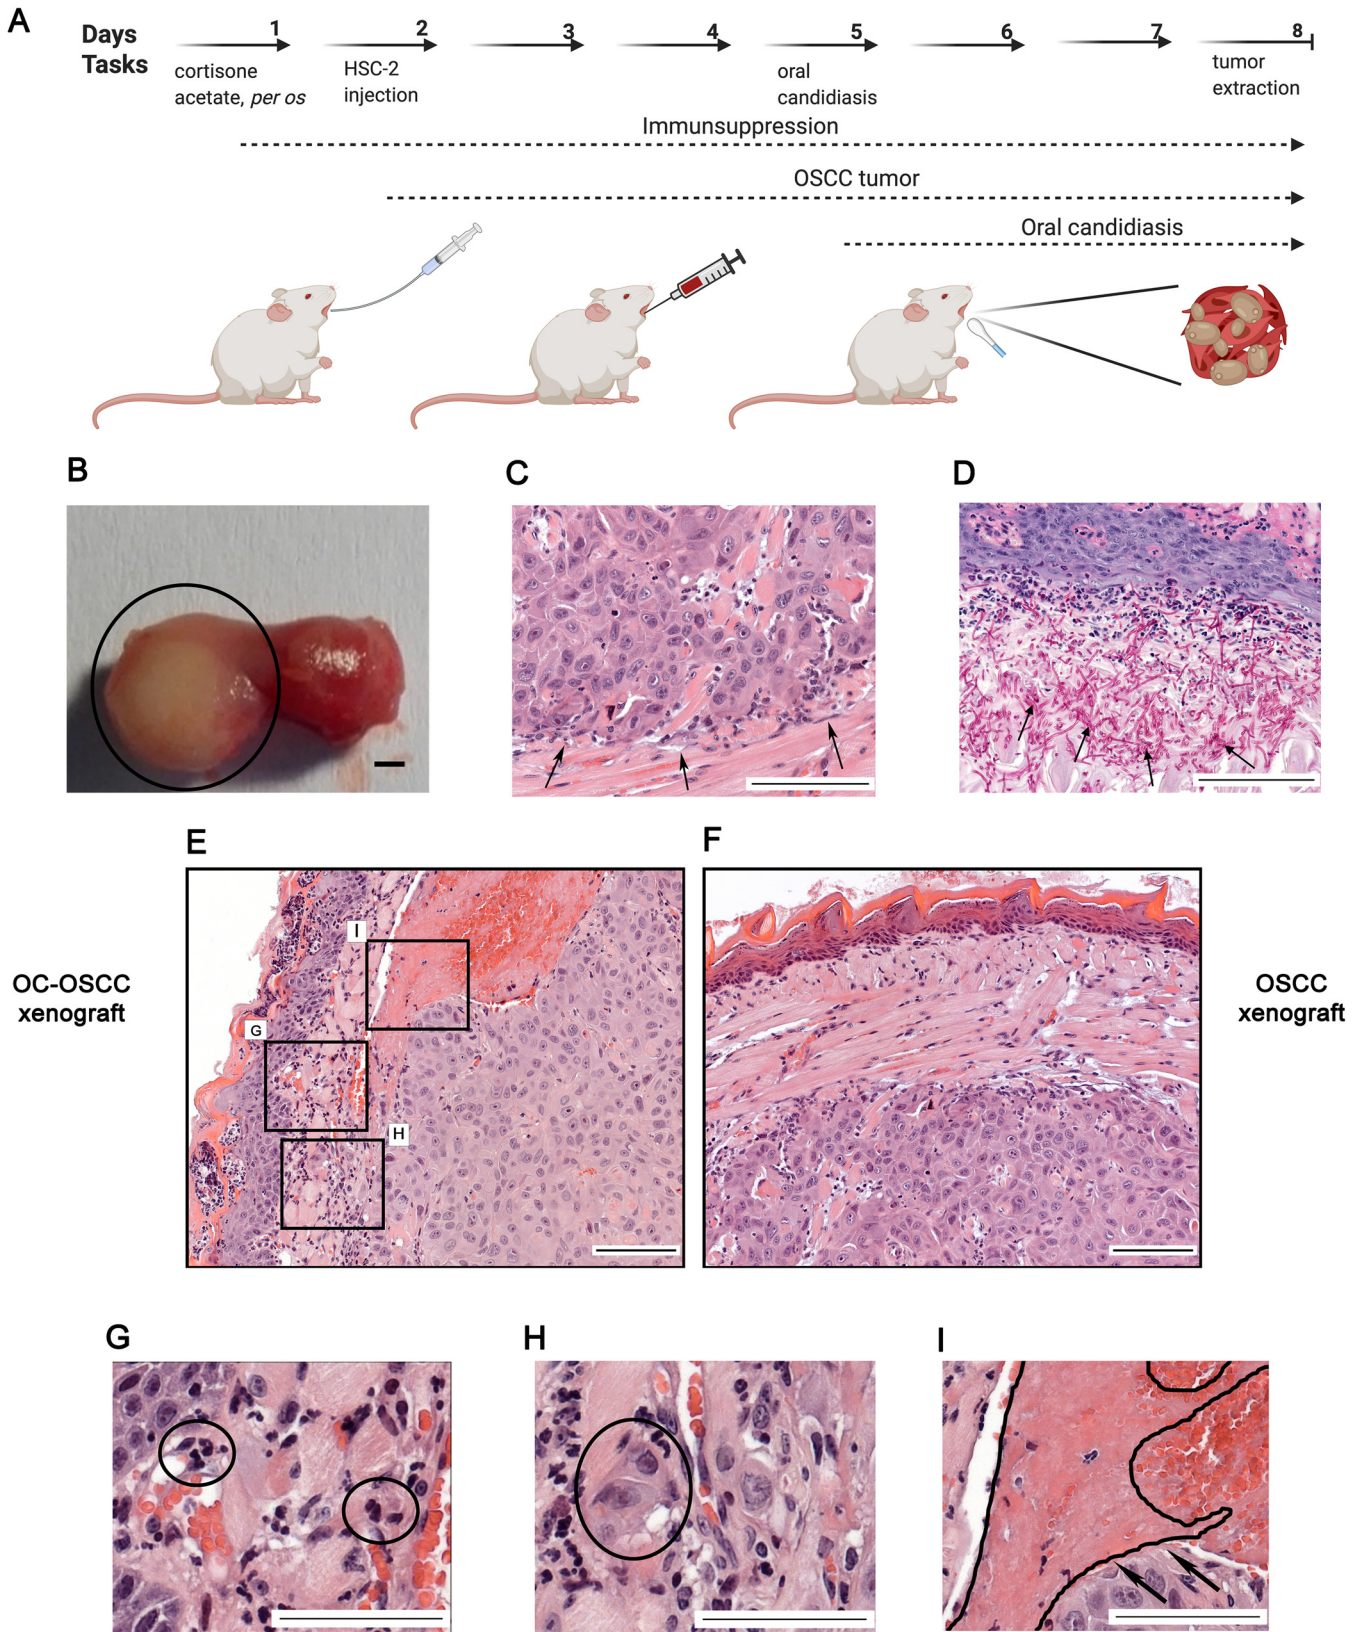 A
Days
Tasks
1
2
3
4
5
6
7
8
cortisone
acetate, per os
HSC-2
injection
oral
candidiasis
tumor
extraction
Immunsuppression
OSCC tumor
Oral candidiasis
B
C
D
E
F
OC-OSCC
xenograft
I
G
H
OSCC
xenograft
G
H
I